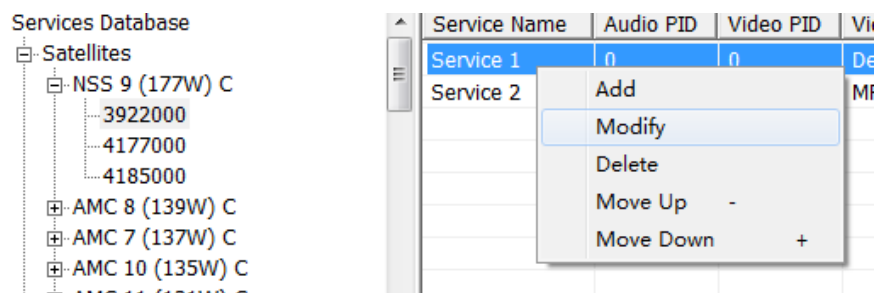 Services Database
Satellites
NSS 9 (177W) C
3922000
4177000
4185000
AMC 8 (139W) C
AMC 7 (137W) C
AMC 10 (135W) C
Service Name Audio PID Video PID
Service 1 0 0 De
Service 2
Add
Modify
Delete
Move Up -
Move Down +